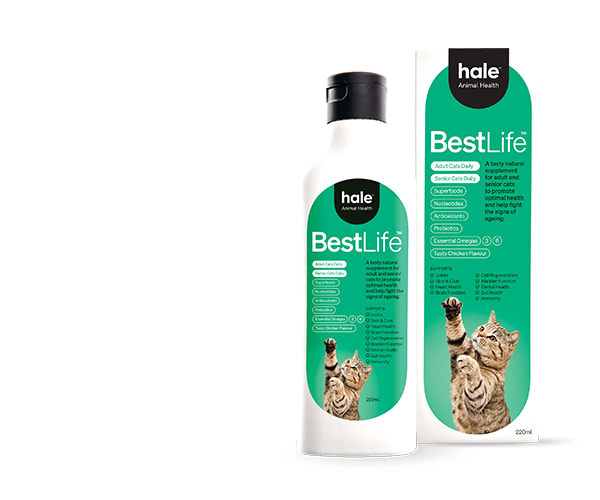 hale™
Animal Health
BestLife™
Adult Cats Daily
Senior Cats Daily
Superfoods
Nucleotides
Antioxidants
Prebiotics
Essential Omegas 3 6
Tasty Chicken Flavour
A tasty natural
supplement
for adult and
senior cats
to promote
optimal health
and help fight
the signs of
ageing.
SUPPORTS
Joints
Skin & Coat
Heart Health
Brain Function
Cell Regeneration
Bladder Function
Dental Health
Gut Health
Immunity
220ml
hale™
Animal Health
BestLife™
Adult Cats Daily
Senior Cats Daily
Superfoods
Nucleotides
Antioxidants
Prebiotics
Essential Omegas 3 6
Tasty Chicken Flavour
A tasty natural
supplement
for adult and
senior cats
to promote
optimal health
and help fight
the signs of
ageing.
SUPPORTS
Joints
Skin & Coat
Heart Health
Brain Function
Cell Regeneration
Bladder Function
Dental Health
Gut Health
Immunity
220ml